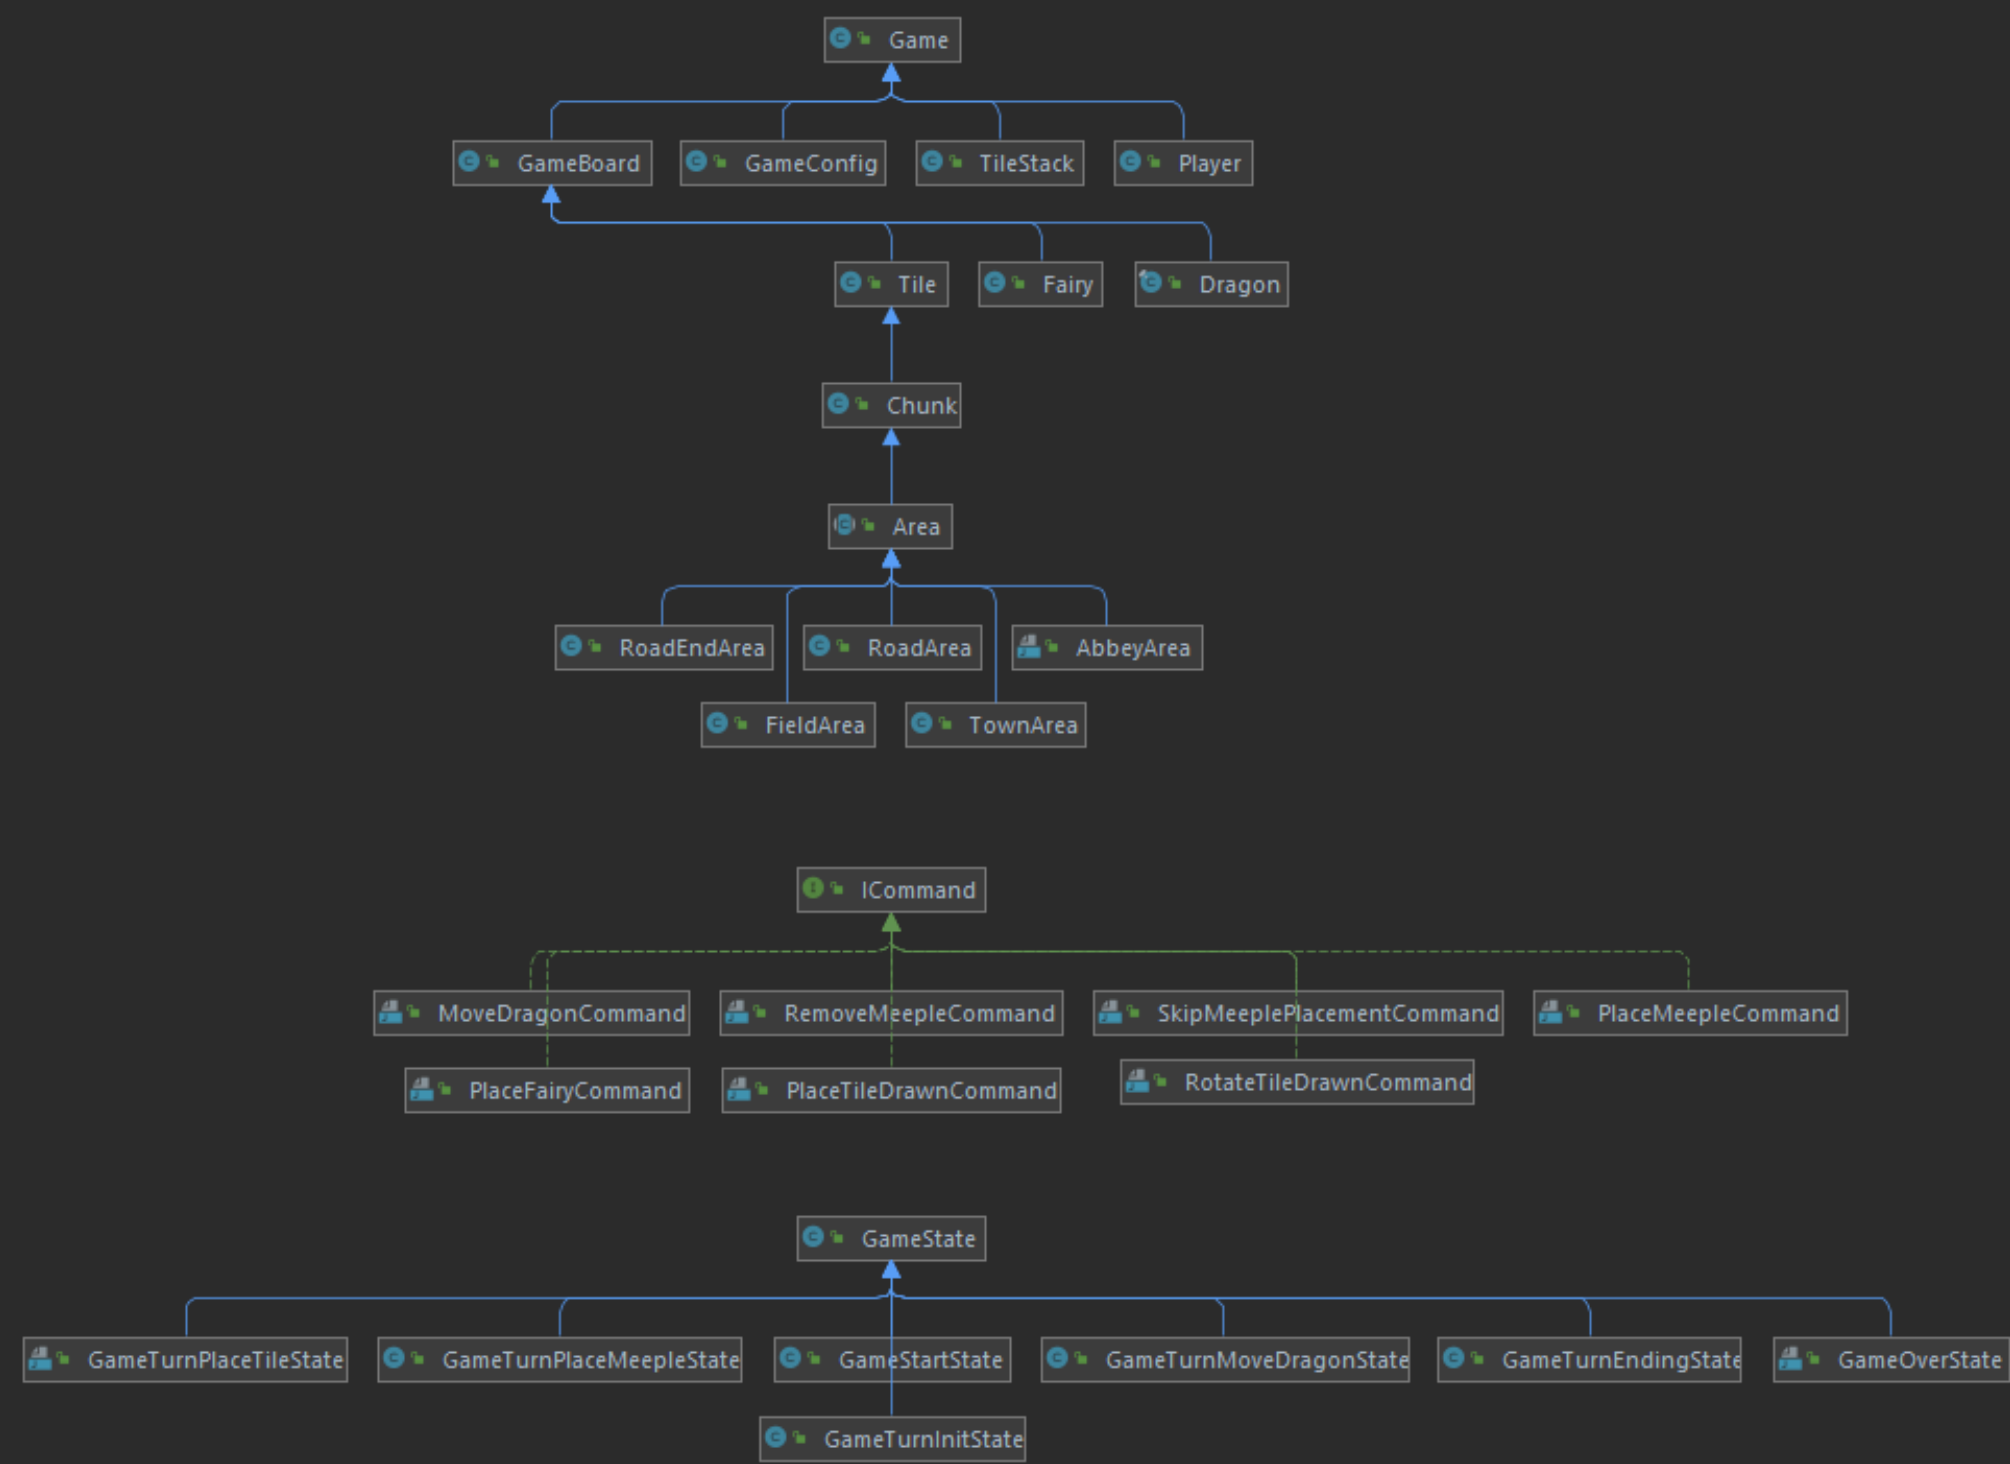 Game
GameBoard
GameConfig
TileStack
Player
Tile
Fairy
Dragon
Chunk
Area
RoadEndArea
RoadArea
AbbeyArea
FieldArea
TownArea
ICommand
MoveDragonCommand
RemoveMeepleCommand
SkipMeeplePlacementCommand
PlaceMeepleCommand
PlaceFairyCommand
PlaceTileDrawnCommand
RotateTileDrawnCommand
GameState
GameTurnPlaceTileState
GameTurnPlaceMeepleState
GameStartState
GameTurnMoveDragonState
GameTurnEndingState
GameOverState
GameTurnInitState